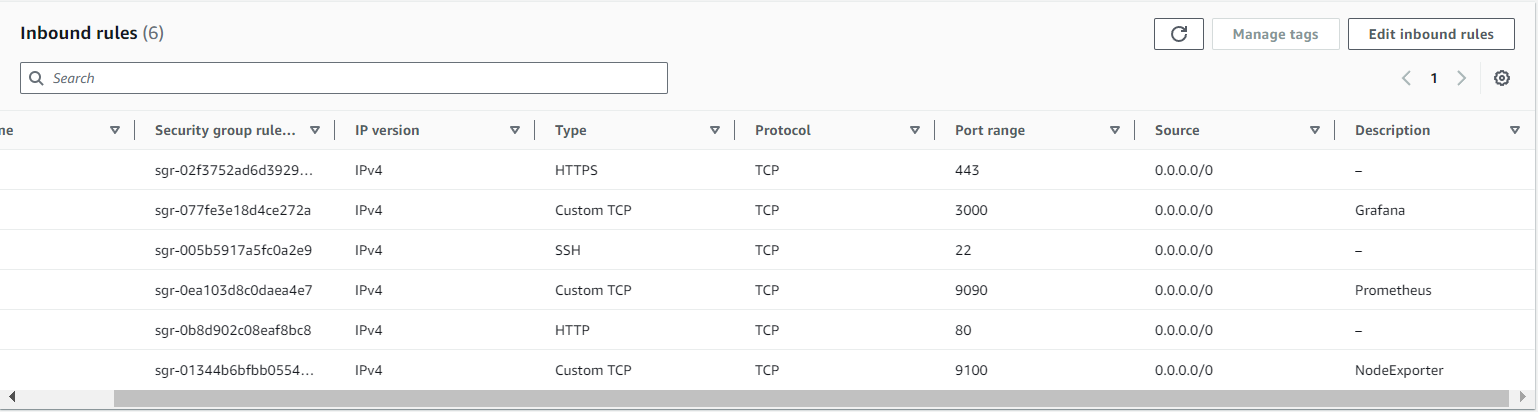 Inbound rules (6)
Manage tags
Edit inbound rules
Search
1
me Security group rule... IP version Type Protocol Port range Source Description
sgr-02f3752ad6d3929... IPv4 HTTPS TCP 443 0.0.0.0/0 –
sgr-077fe3e18d4ce272a IPv4 Custom TCP TCP 3000 0.0.0.0/0 Grafana
sgr-005b5917a5fc0a2e9 IPv4 SSH TCP 22 0.0.0.0/0 –
sgr-0ea103d8c0daea4e7 IPv4 Custom TCP TCP 9090 0.0.0.0/0 Prometheus
sgr-0b8d902c08eaf8bc8 IPv4 HTTP TCP 80 0.0.0.0/0 –
sgr-01344b6bfbb0554... IPv4 Custom TCP TCP 9100 0.0.0.0/0 NodeExporter